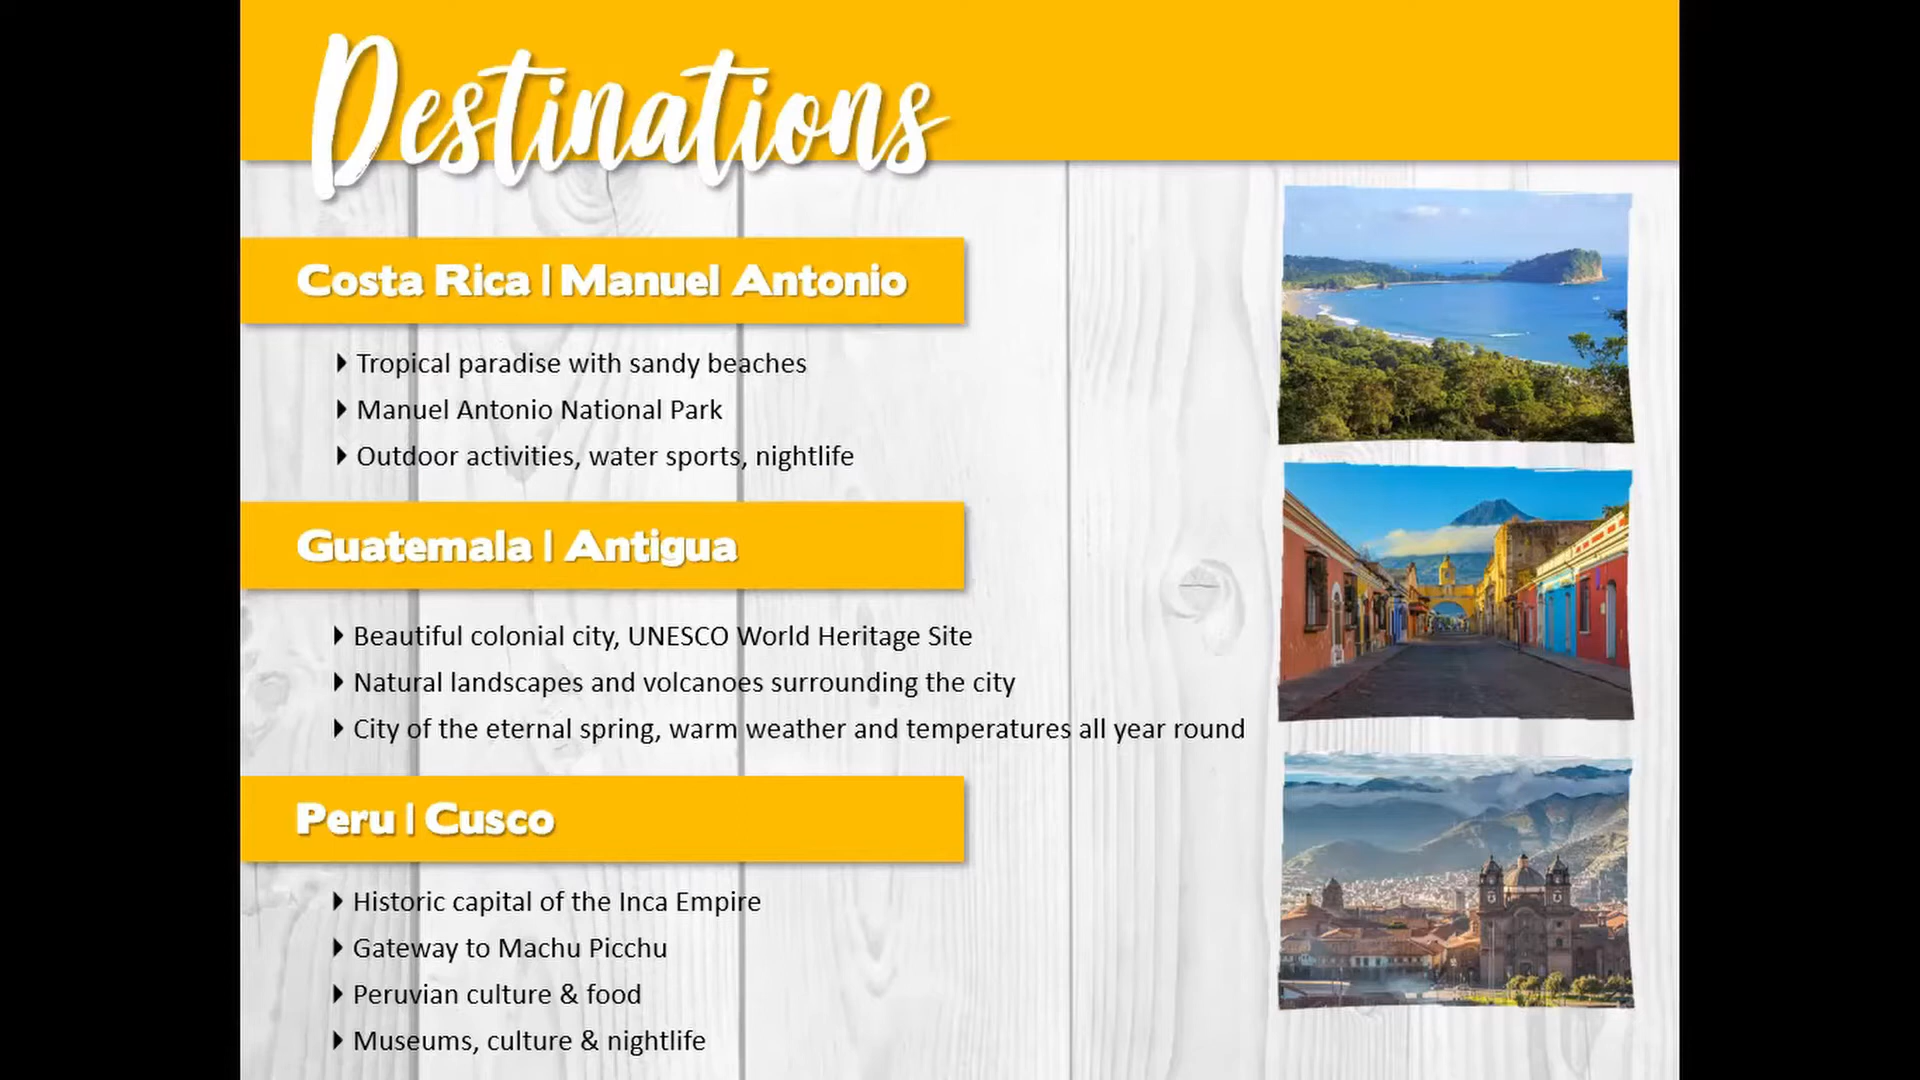 Destinations
Costa Rica | Manuel Antonio
Tropical paradise with sandy beaches
Manuel Antonio National Park
Outdoor activities, water sports, nightlife
Guatemala | Antigua
Beautiful colonial city, UNESCO World Heritage Site
Natural landscapes and volcanoes surrounding the city
City of the eternal spring, warm weather and temperatures all year round
Peru | Cusco
Historic capital of the Inca Empire
Gateway to Machu Picchu
Peruvian culture & food
Museums, culture & nightlife